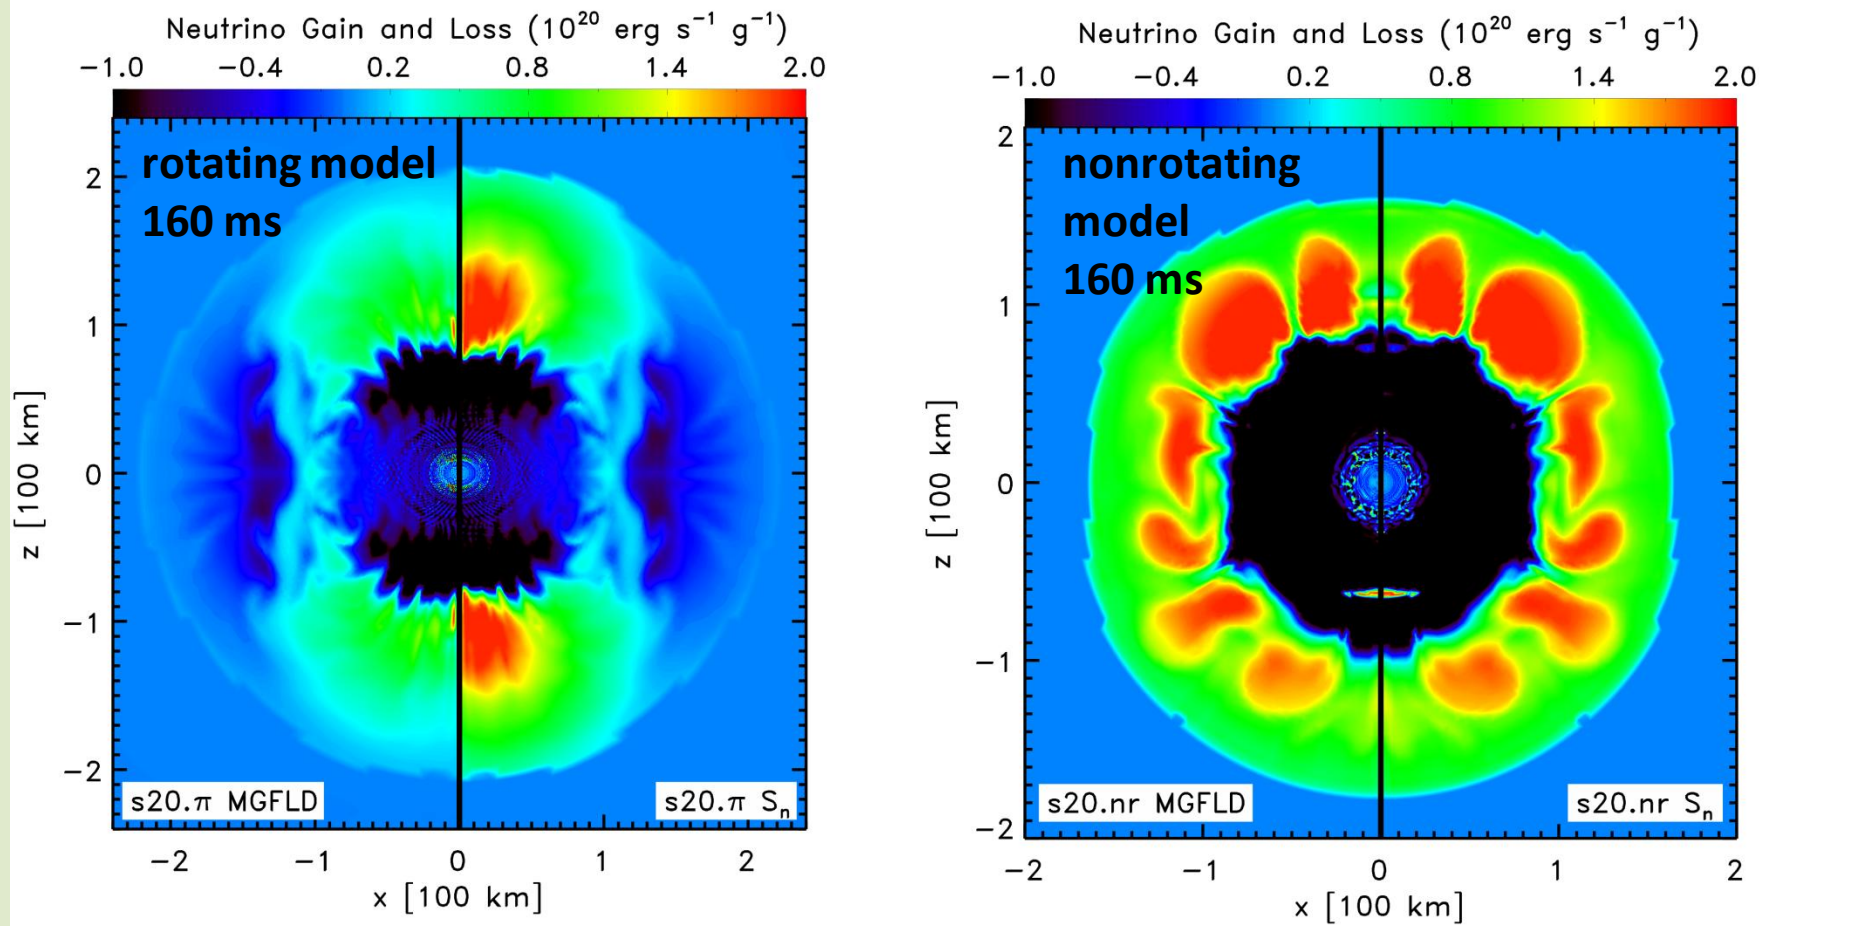 Neutrino Gain and Loss (10²⁰ erg s⁻¹ g⁻¹)
−1.0 −0.4 0.2 0.8 1.4 2.0
rotating model
160 ms
2
1
0
−1
−2
z [100 km]
s20.π MGFLD
s20.π Sₙ
−2 −1 0 1 2
x [100 km]
Neutrino Gain and Loss (10²⁰ erg s⁻¹ g⁻¹)
−1.0 −0.4 0.2 0.8 1.4 2.0
nonrotating
model
160 ms
2
1
0
−1
−2
z [100 km]
s20.nr MGFLD
s20.nr Sₙ
−2 −1 0 1 2
x [100 km]